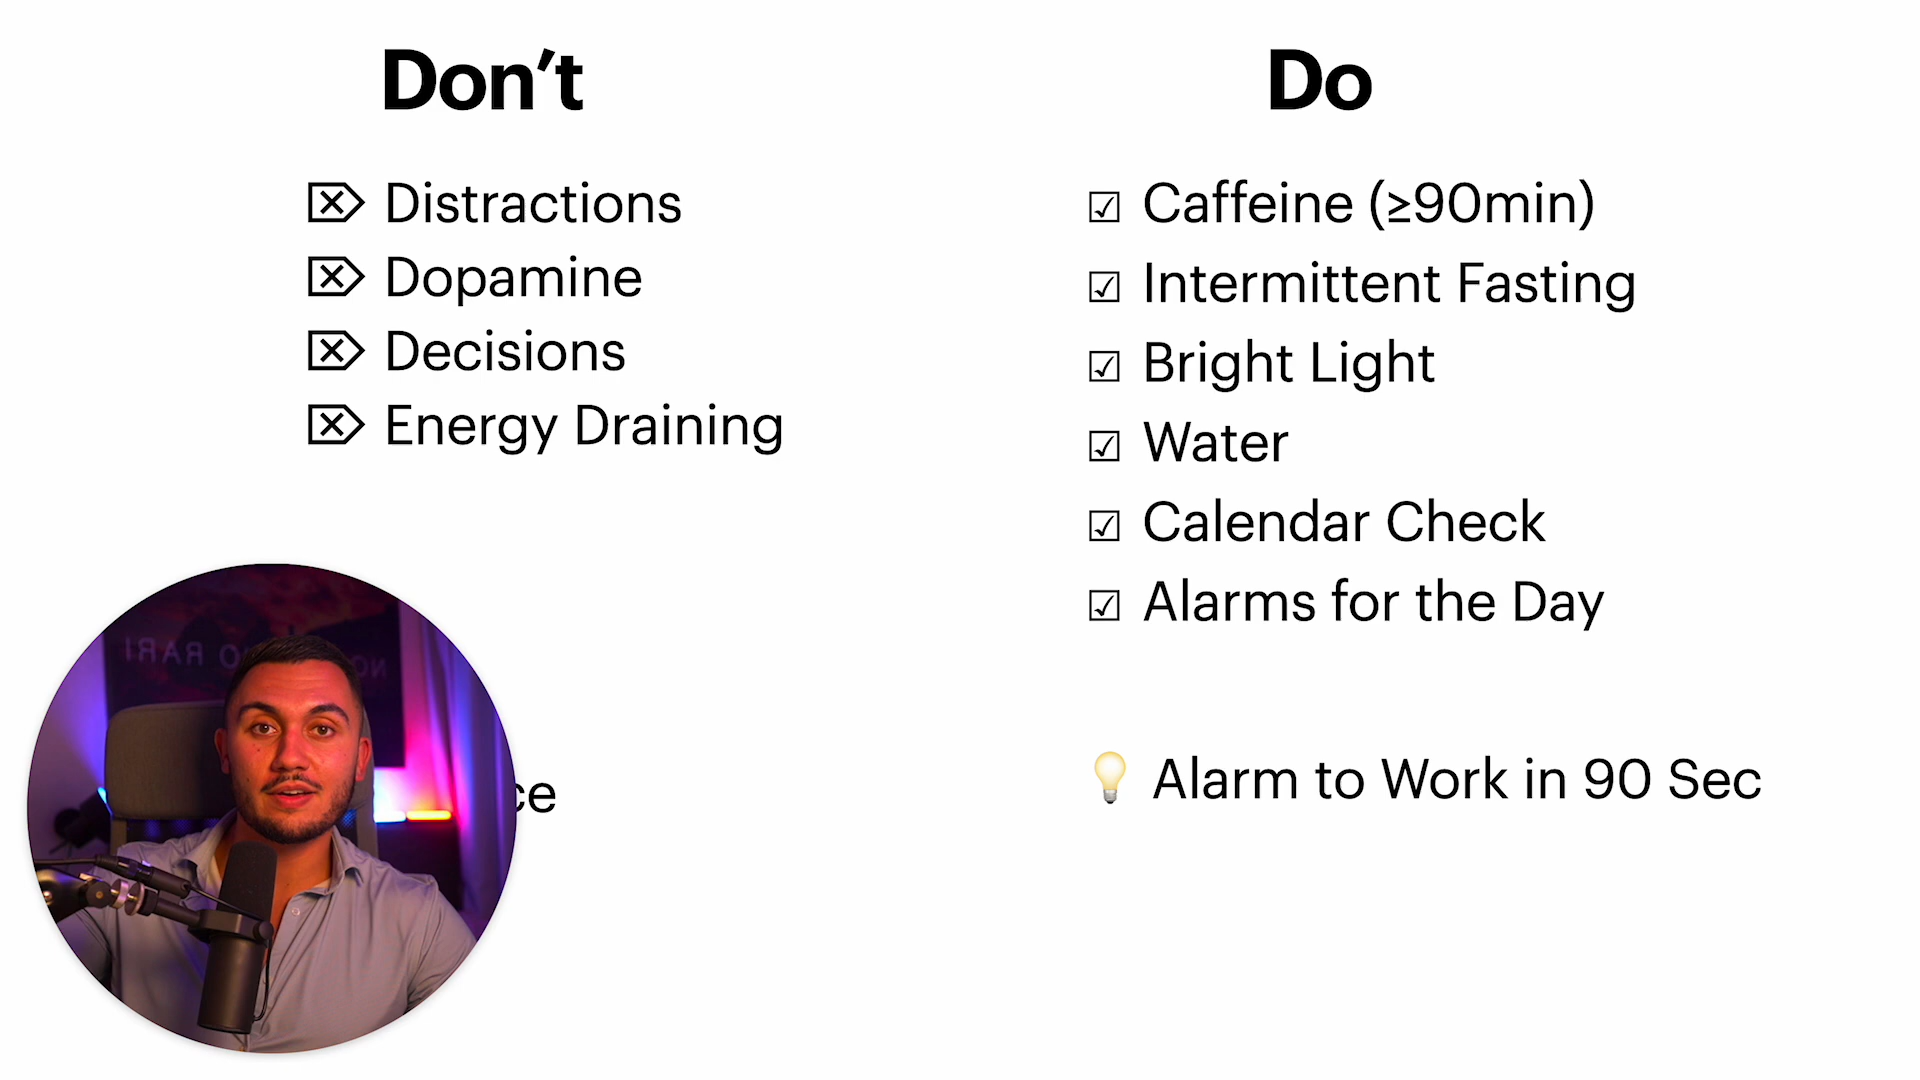 Don’t
⌦ Distractions
⌦ Dopamine
⌦ Decisions
⌦ Energy Draining
Do
☑ Caffeine (≥90min)
☑ Intermittent Fasting
☑ Bright Light
☑ Water
☑ Calendar Check
☑ Alarms for the Day
💡 Alarm to Work in 90 Sec